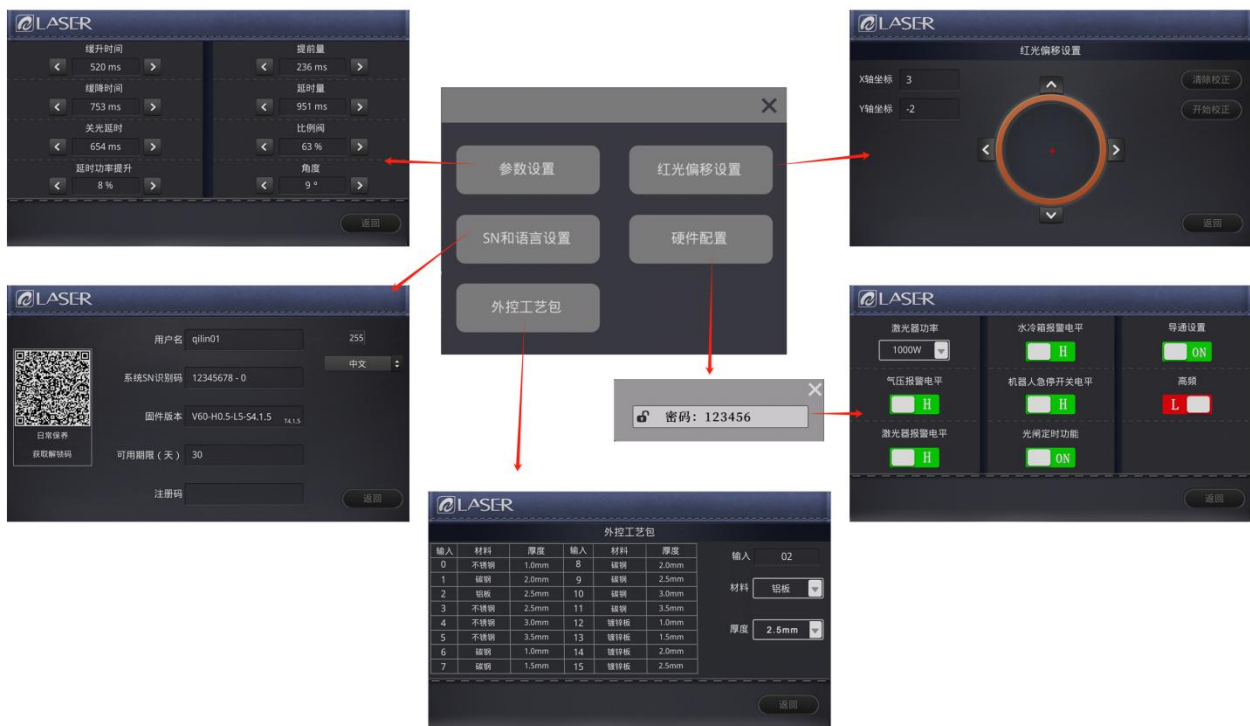 LASER
缓升时间 提前量
520 ms 236 ms
缓降时间 延时量
753 ms 951 ms
关光延时 比例阀
654 ms 63 %
延时功率提升 角度
8 % 9 °
返回
参数设置 红光偏移设置
SN和语言设置 硬件配置
外控工艺包
LASER
红光偏移设置
X轴坐标 3 清除校正
Y轴坐标 -2 开始校正
返回
LASER
用户名 qilin01 255
中文
系统SN识别码 12345678 - 0
固件版本 V60-H0.5-L5-S4.1.5 T4.1.5
日常保养
获取解锁码
可用期限（天） 30
注册码
返回
密码: 123456
LASER
激光器功率 水冷箱报警电平 导通设置
1000W H ON
气压报警电平 机器人急停开关电平 高频
H H L
激光器报警电平 光闸定时功能
H ON
返回
LASER
外控工艺包
输入 材料 厚度 输入 材料 厚度
0 不锈钢 1.0mm 8 碳钢 2.0mm
1 碳钢 2.0mm 9 碳钢 2.5mm
2 铝板 2.5mm 10 碳钢 3.0mm
3 不锈钢 2.5mm 11 碳钢 3.5mm
4 不锈钢 3.0mm 12 镀锌板 1.0mm
5 不锈钢 3.5mm 13 镀锌板 1.5mm
6 碳钢 1.0mm 14 镀锌板 2.0mm
7 碳钢 1.5mm 15 镀锌板 2.5mm
输入 02
材料 铝板
厚度 2.5mm
返回